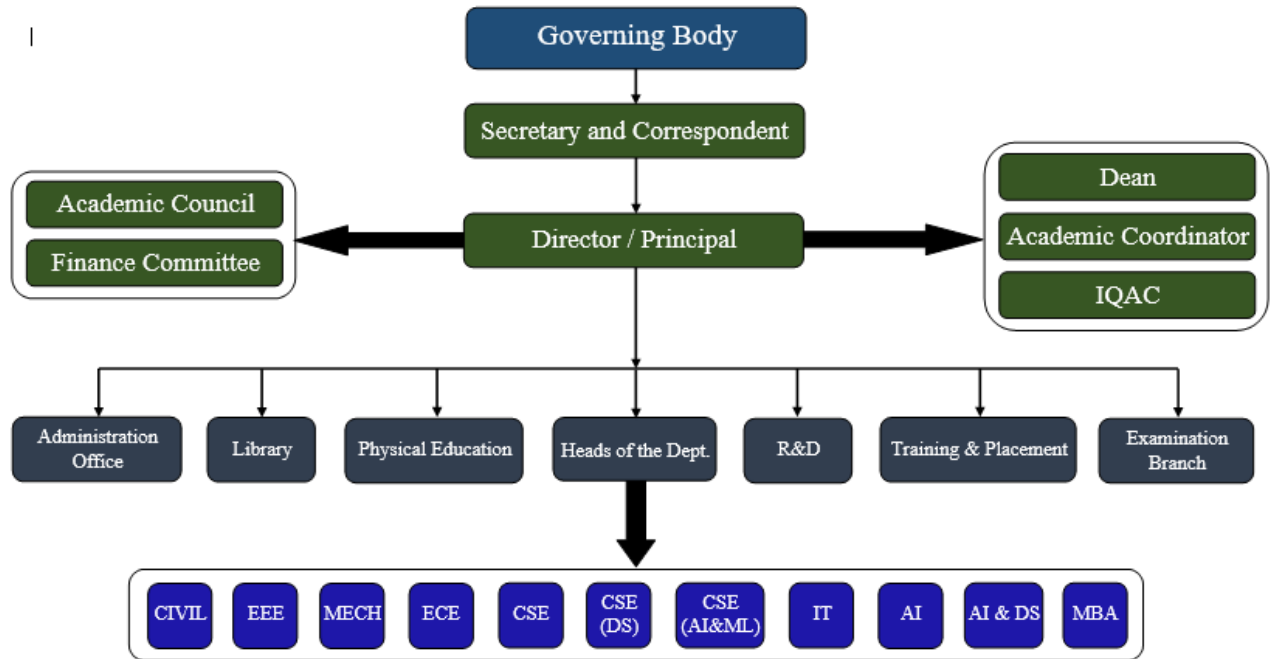 Governing Body
Secretary and Correspondent
Academic Council
Finance Committee
Director / Principal
Dean
Academic Coordinator
IQAC
Administration
Office
Library
Physical Education
Heads of the Dept.
R&D
Training & Placement
Examination
Branch
CIVIL
EEE
MECH
ECE
CSE
CSE
(DS)
CSE
(AI&ML)
IT
AI
AI & DS
MBA